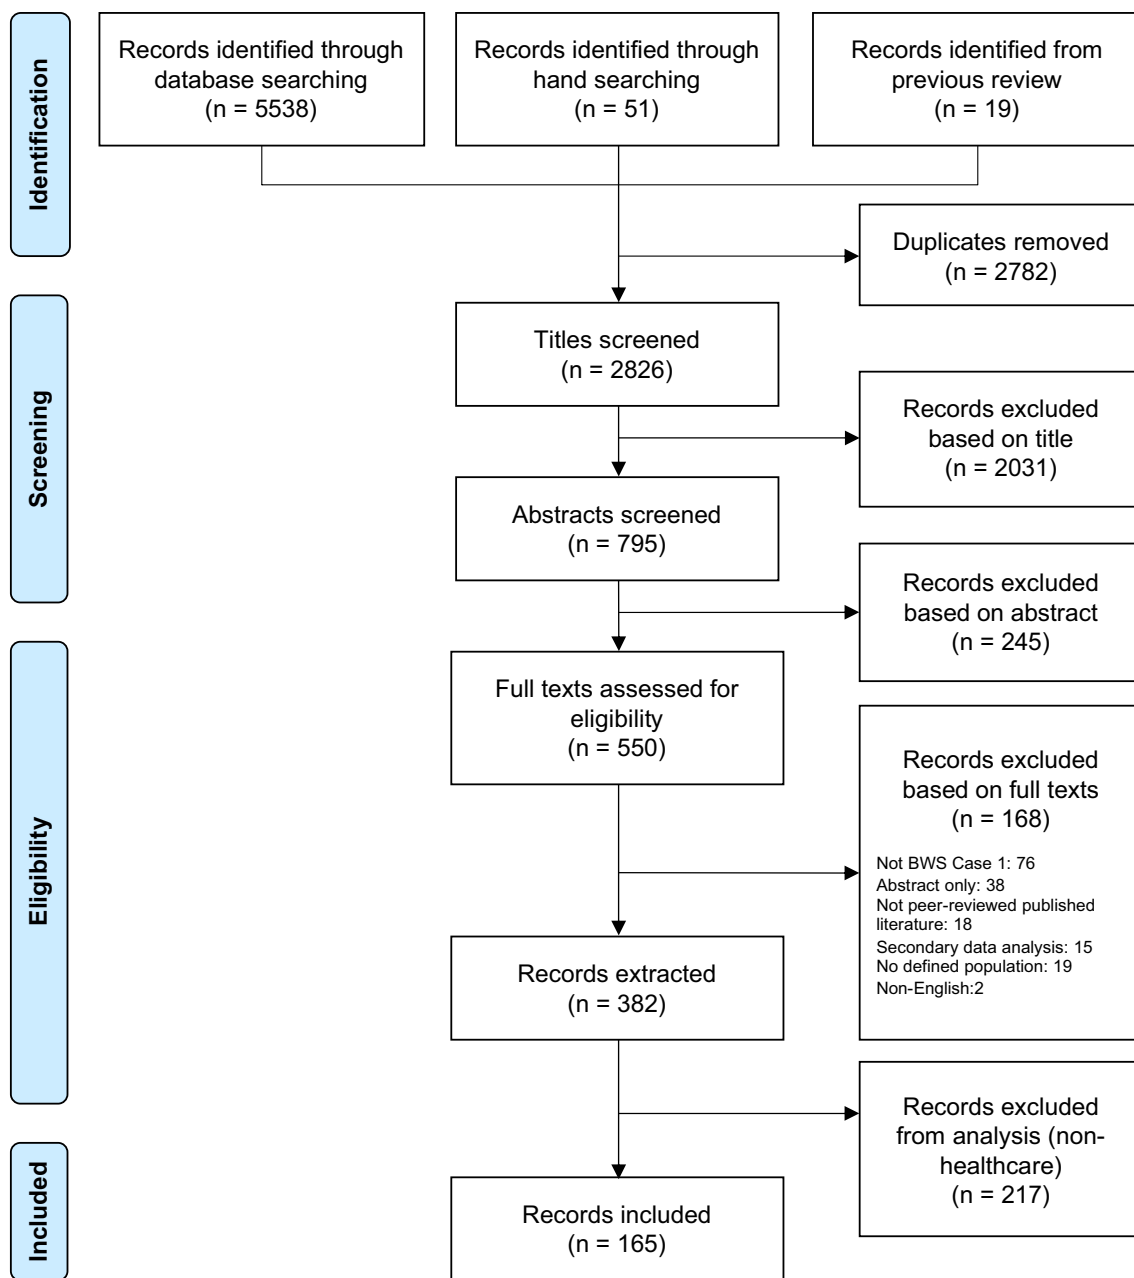 Identification
Records identified through
database searching
(n = 5538)
Records identified through
hand searching
(n = 51)
Records identified from
previous review
(n = 19)
Duplicates removed
(n = 2782)
Screening
Titles screened
(n = 2826)
Records excluded
based on title
(n = 2031)
Abstracts screened
(n = 795)
Records excluded
based on abstract
(n = 245)
Eligibility
Full texts assessed for
eligibility
(n = 550)
Records excluded
based on full texts
(n = 168)
Not BWS Case 1: 76
Abstract only: 38
Not peer-reviewed published
literature: 18
Secondary data analysis: 15
No defined population: 19
Non-English:2
Records extracted
(n = 382)
Records excluded
from analysis (non-
healthcare)
(n = 217)
Included
Records included
(n = 165)